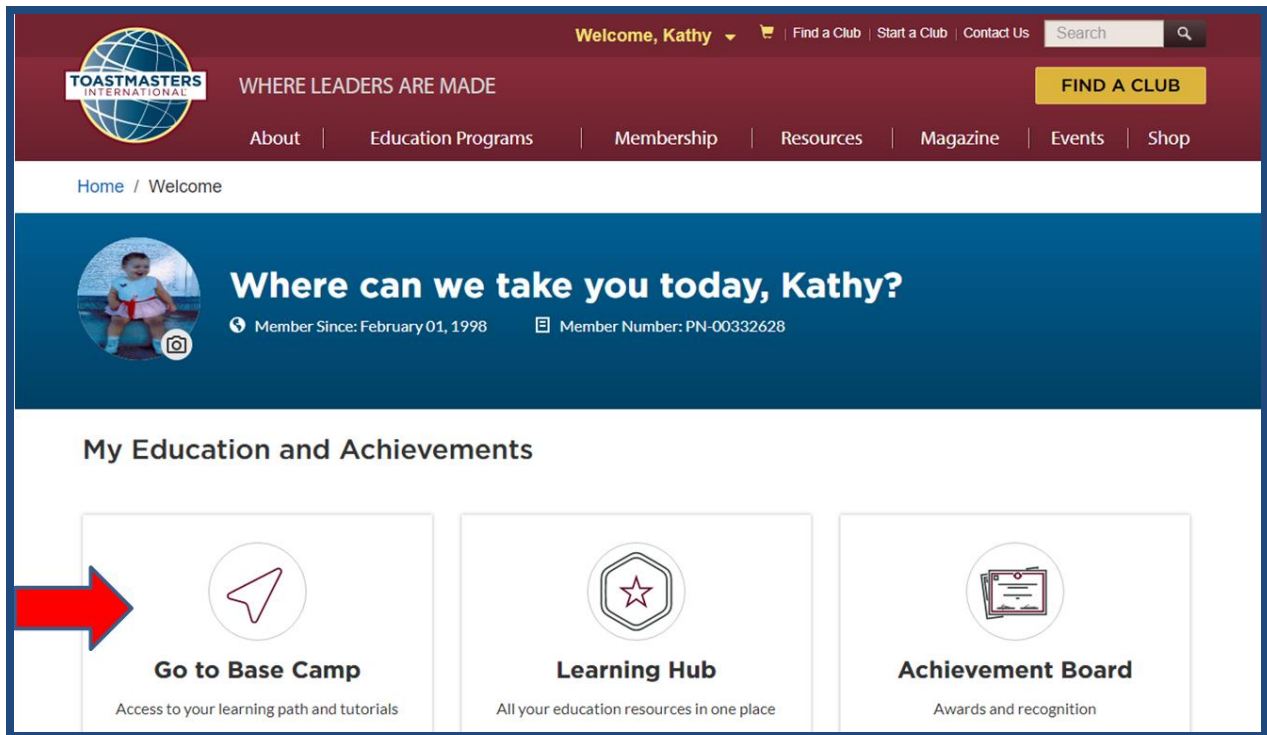 Welcome, Kathy | Find a Club | Start a Club | Contact Us Search
TOASTMASTERS
INTERNATIONAL
WHERE LEADERS ARE MADE
FIND A CLUB
About | Education Programs | Membership | Resources | Magazine | Events | Shop
Home / Welcome
Where can we take you today, Kathy?
Member Since: February 01, 1998 Member Number: PN-00332628
My Education and Achievements
Go to Base Camp
Access to your learning path and tutorials
Learning Hub
All your education resources in one place
Achievement Board
Awards and recognition